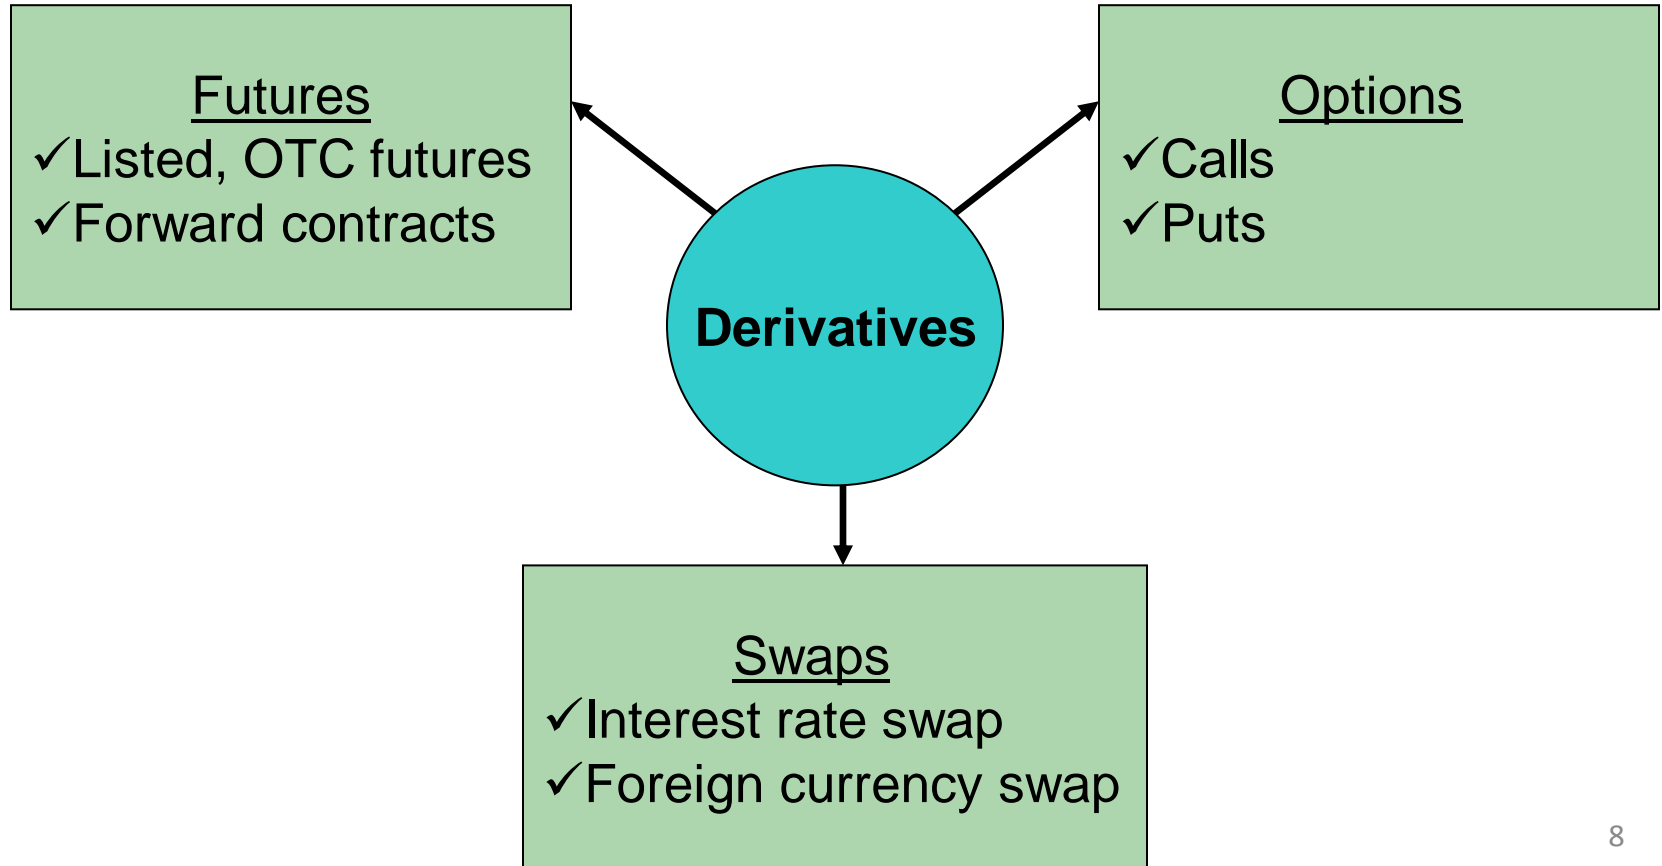 Futures
✓Listed, OTC futures
✓Forward contracts
Options
✓Calls
✓Puts
Derivatives
Swaps
✓Interest rate swap
✓Foreign currency swap
8